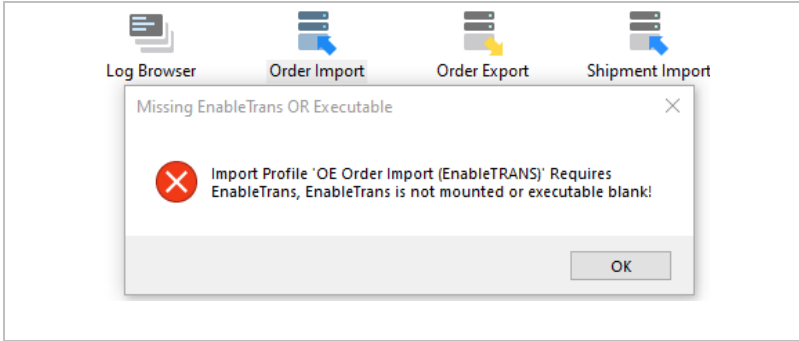 Log Browser
Order Import
Order Export
Shipment Import
Missing EnableTrans OR Executable
Import Profile 'OE Order Import (EnableTRANS)' Requires
EnableTrans, EnableTrans is not mounted or executable blank!
OK